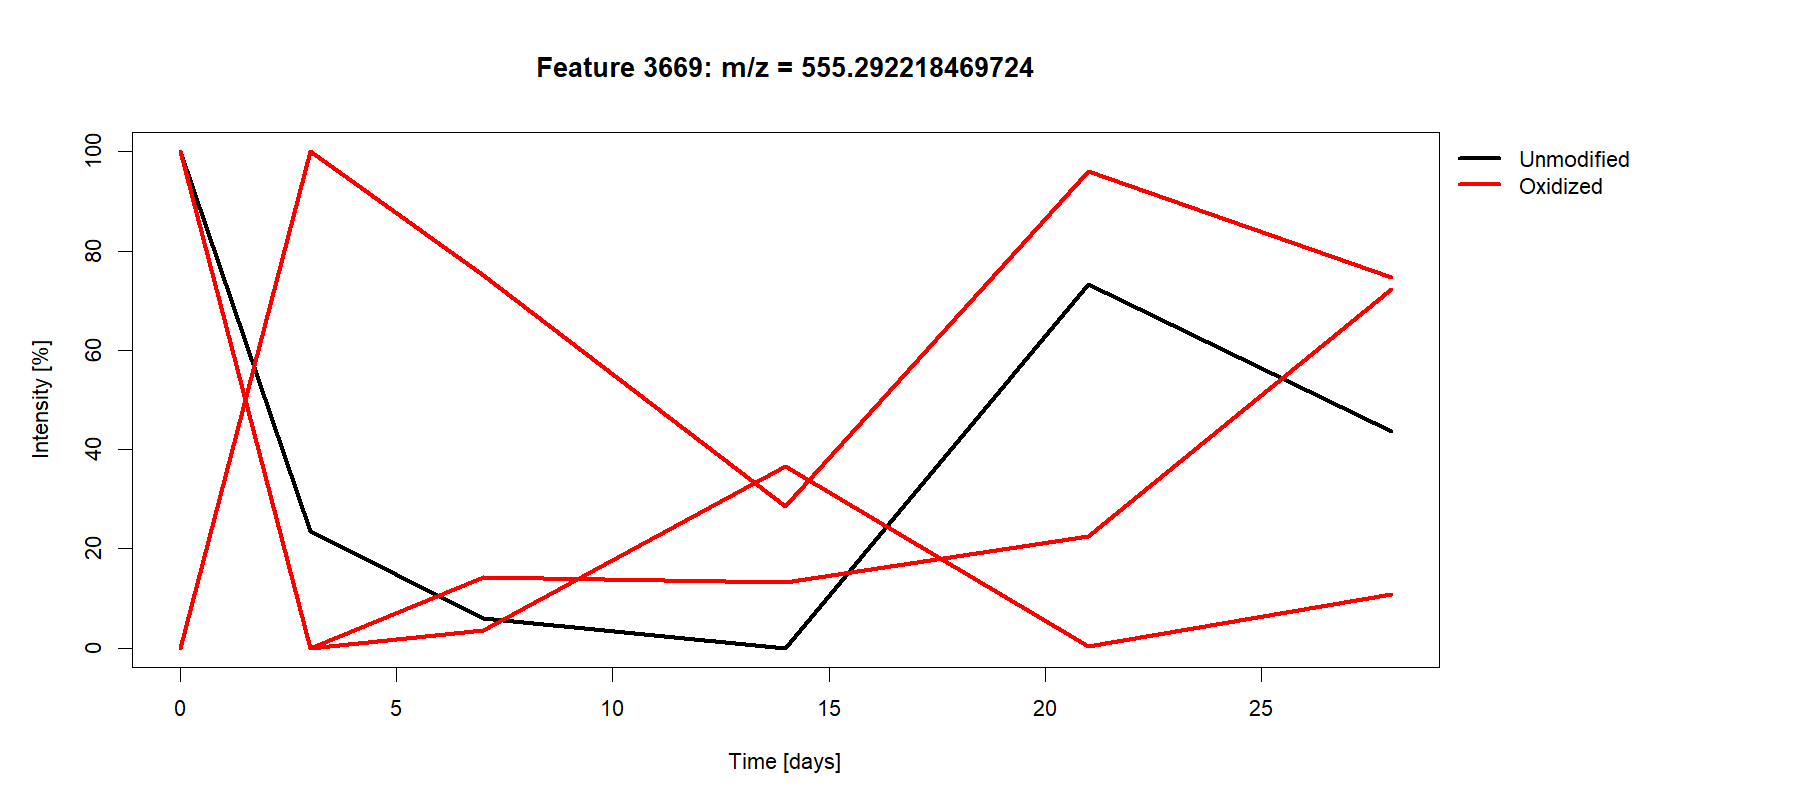 Feature 3669: m/z = 555.292218469724
Unmodified
Oxidized
Intensity [%]
100
80
60
40
20
0
0 5 10 15 20 25
Time [days]